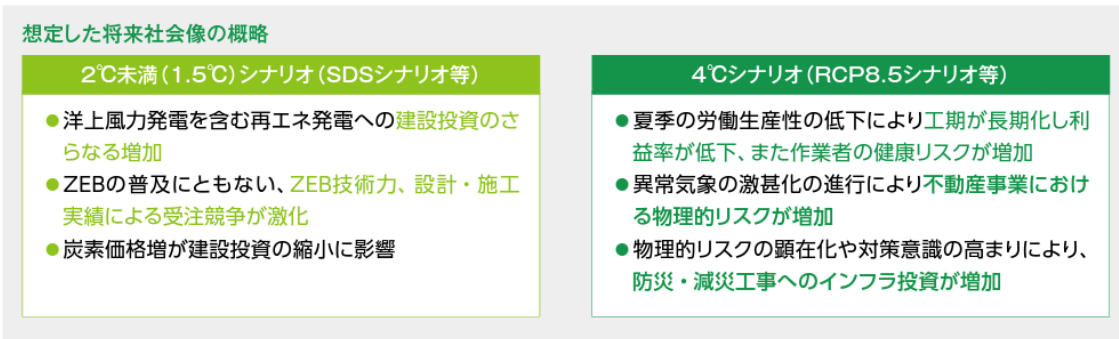 想定した将来社会像の概略
2℃未満（1.5℃）シナリオ（SDSシナリオ等）
●洋上風力発電を含む再エネ発電への建設投資のさ
らなる増加
●ZEBの普及にともない、ZEB技術力、設計・施工
実績による受注競争が激化
●炭素価格増が建設投資の縮小に影響
4℃シナリオ（RCP8.5シナリオ等）
●夏季の労働生産性の低下により工期が長期化し利
益率が低下、また作業者の健康リスクが増加
●異常気象の激甚化の進行により不動産事業におけ
る物理的リスクが増加
●物理的リスクの顕在化や対策意識の高まりにより、
防災・減災工事へのインフラ投資が増加